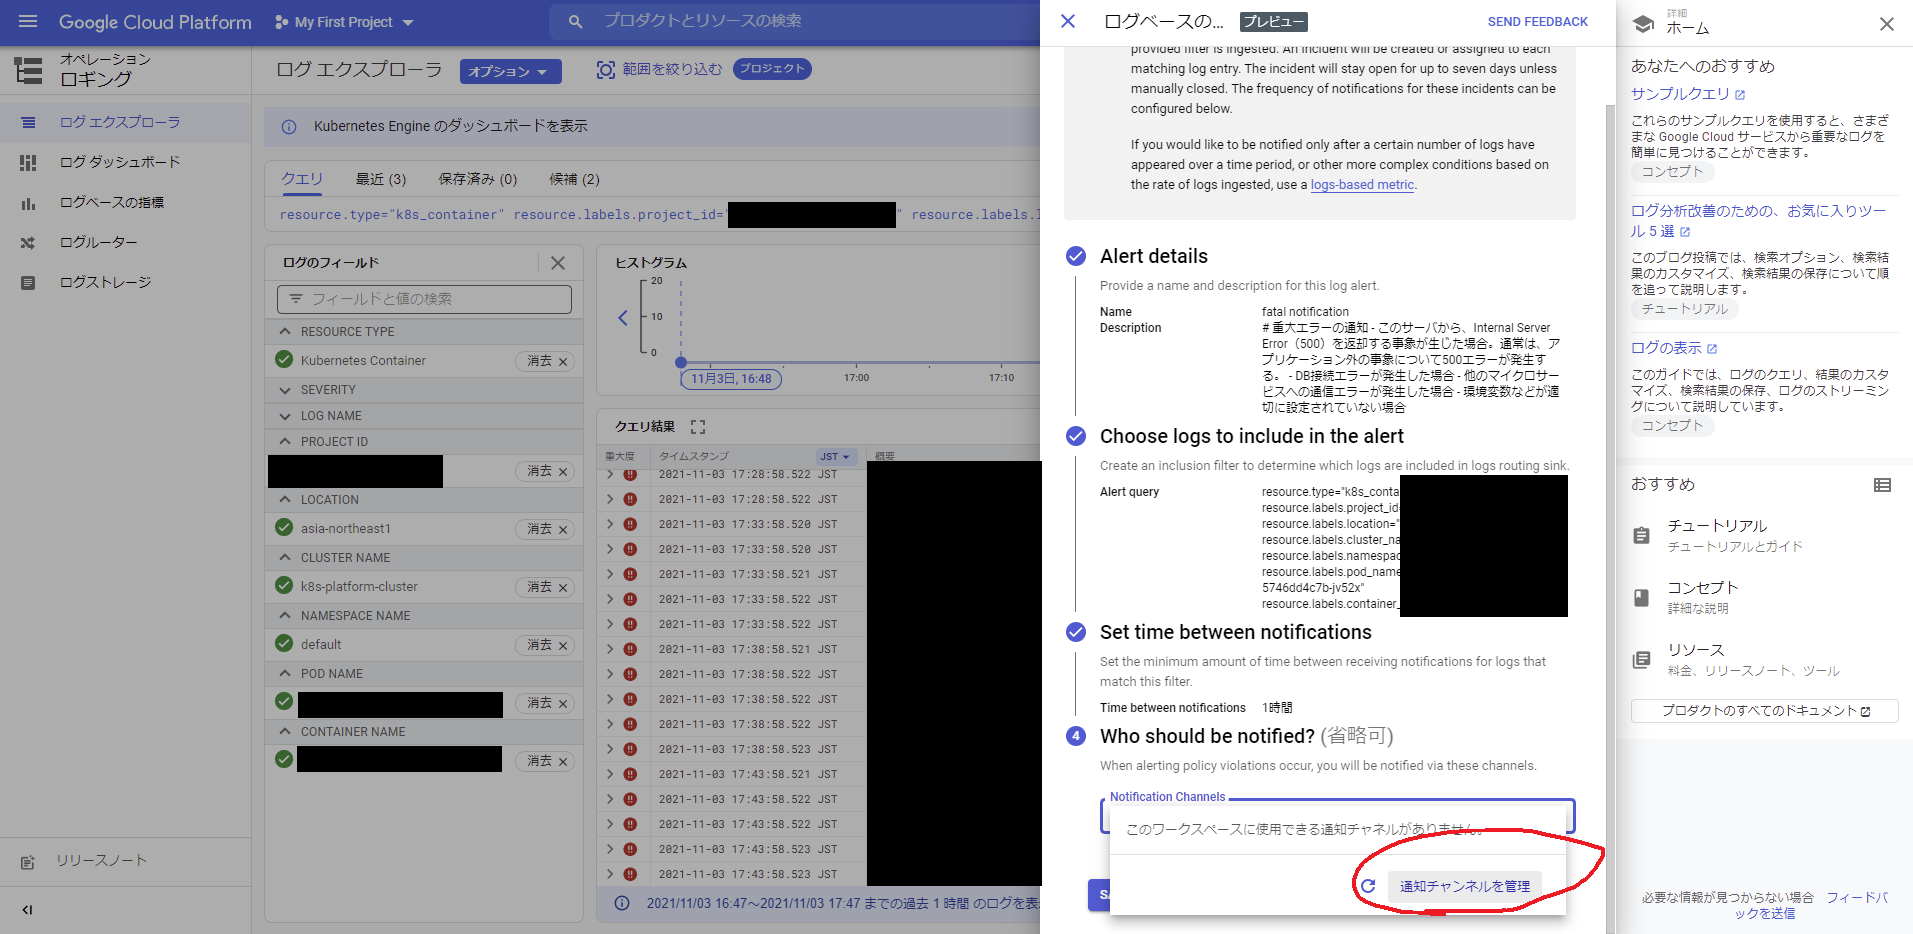 Google Cloud Platform
My First Project
プロダクトとリソースの検索
オペレーション
ロギング
ログ エクスプローラ
ログ ダッシュボード
ログベースの指標
ログルーター
ログストレージ
リリースノート
ログ エクスプローラ
オプション
範囲を絞り込む
プロジェクト
Kubernetes Engine のダッシュボードを表示
クエリ
最近 (3)
保存済み (0)
候補 (2)
resource.type="k8s_container" resource.labels.project_id="
" resource.labels.l
ログのフィールド
フィールドと値の検索
RESOURCE TYPE
Kubernetes Container
消去
SEVERITY
LOG NAME
PROJECT ID
消去
LOCATION
asia-northeast1
消去
CLUSTER NAME
k8s-platform-cluster
消去
NAMESPACE NAME
default
消去
POD NAME
消去
CONTAINER NAME
消去
ヒストグラム
20
10
0
11月3日, 16:48
17:00
17:10
クエリ結果
重大度
タイムスタンプ
JST
概要
2021-11-03 17:28:58.522 JST
2021-11-03 17:28:58.522 JST
2021-11-03 17:33:58.520 JST
2021-11-03 17:33:58.520 JST
2021-11-03 17:33:58.521 JST
2021-11-03 17:33:58.522 JST
2021-11-03 17:33:58.522 JST
2021-11-03 17:38:58.521 JST
2021-11-03 17:38:58.522 JST
2021-11-03 17:38:58.522 JST
2021-11-03 17:38:58.522 JST
2021-11-03 17:38:58.523 JST
2021-11-03 17:43:58.521 JST
2021-11-03 17:43:58.522 JST
2021-11-03 17:43:58.522 JST
2021-11-03 17:43:58.523 JST
2021-11-03 17:43:58.523 JST
2021/11/03 16:47～2021/11/03 17:47 までの過去 1 時間 のログを表
ログベースの...
プレビュー
SEND FEEDBACK
provided filter is ingested. An incident will be created or assigned to each
matching log entry. The incident will stay open for up to seven days unless
manually closed. The frequency of notifications for these incidents can be
configured below.
If you would like to be notified only after a certain number of logs have
appeared over a time period, or other more complex conditions based on
the rate of logs ingested, use a logs-based metric.
Alert details
Provide a name and description for this log alert.
Name
fatal notification
Description
# 重大エラーの通知 - このサーバから、Internal Server
Error（500）を返却する事象が生じた場合。通常は、ア
プリケーション外の事象について500エラーが発生す
る。 - DB接続エラーが発生した場合 - 他のマイクロサー
ビスへの通信エラーが発生した場合 - 環境変数などが適
切に設定されていない場合
Choose logs to include in the alert
Create an inclusion filter to determine which logs are included in logs routing sink.
Alert query
resource.type="k8s_conta
resource.labels.project_id=
resource.labels.location="
resource.labels.cluster_na
resource.labels.namespac
resource.labels.pod_name
5746dd4c7b-jv52x"
resource.labels.container_
Set time between notifications
Set the minimum amount of time between receiving notifications for logs that
match this filter.
Time between notifications
1時間
4
Who should be notified? (省略可)
When alerting policy violations occur, you will be notified via these channels.
Notification Channels
このワークスペースに使用できる通知チャネルがありません。
通知チャンネルを管理
詳細
ホーム
あなたへのおすすめ
サンプルクエリ
これらのサンプルクエリを使用すると、さまざ
まな Google Cloud サービスから重要なログを
簡単に見つけることができます。
コンセプト
ログ分析改善のための、お気に入りツー
ル 5 選
このブログ投稿では、検索オプション、検索結
果のカスタマイズ、検索結果の保存について順
を追って説明します。
チュートリアル
ログの表示
このガイドでは、ログのクエリ、結果のカスタ
マイズ、検索結果の保存、ログのストリーミン
グについて説明しています。
コンセプト
おすすめ
チュートリアル
チュートリアルとガイド
コンセプト
詳細な説明
リソース
料金、リリースノート、ツール
プロダクトのすべてのドキュメント
必要な情報が見つからない場合 フィードバ
ックを送信